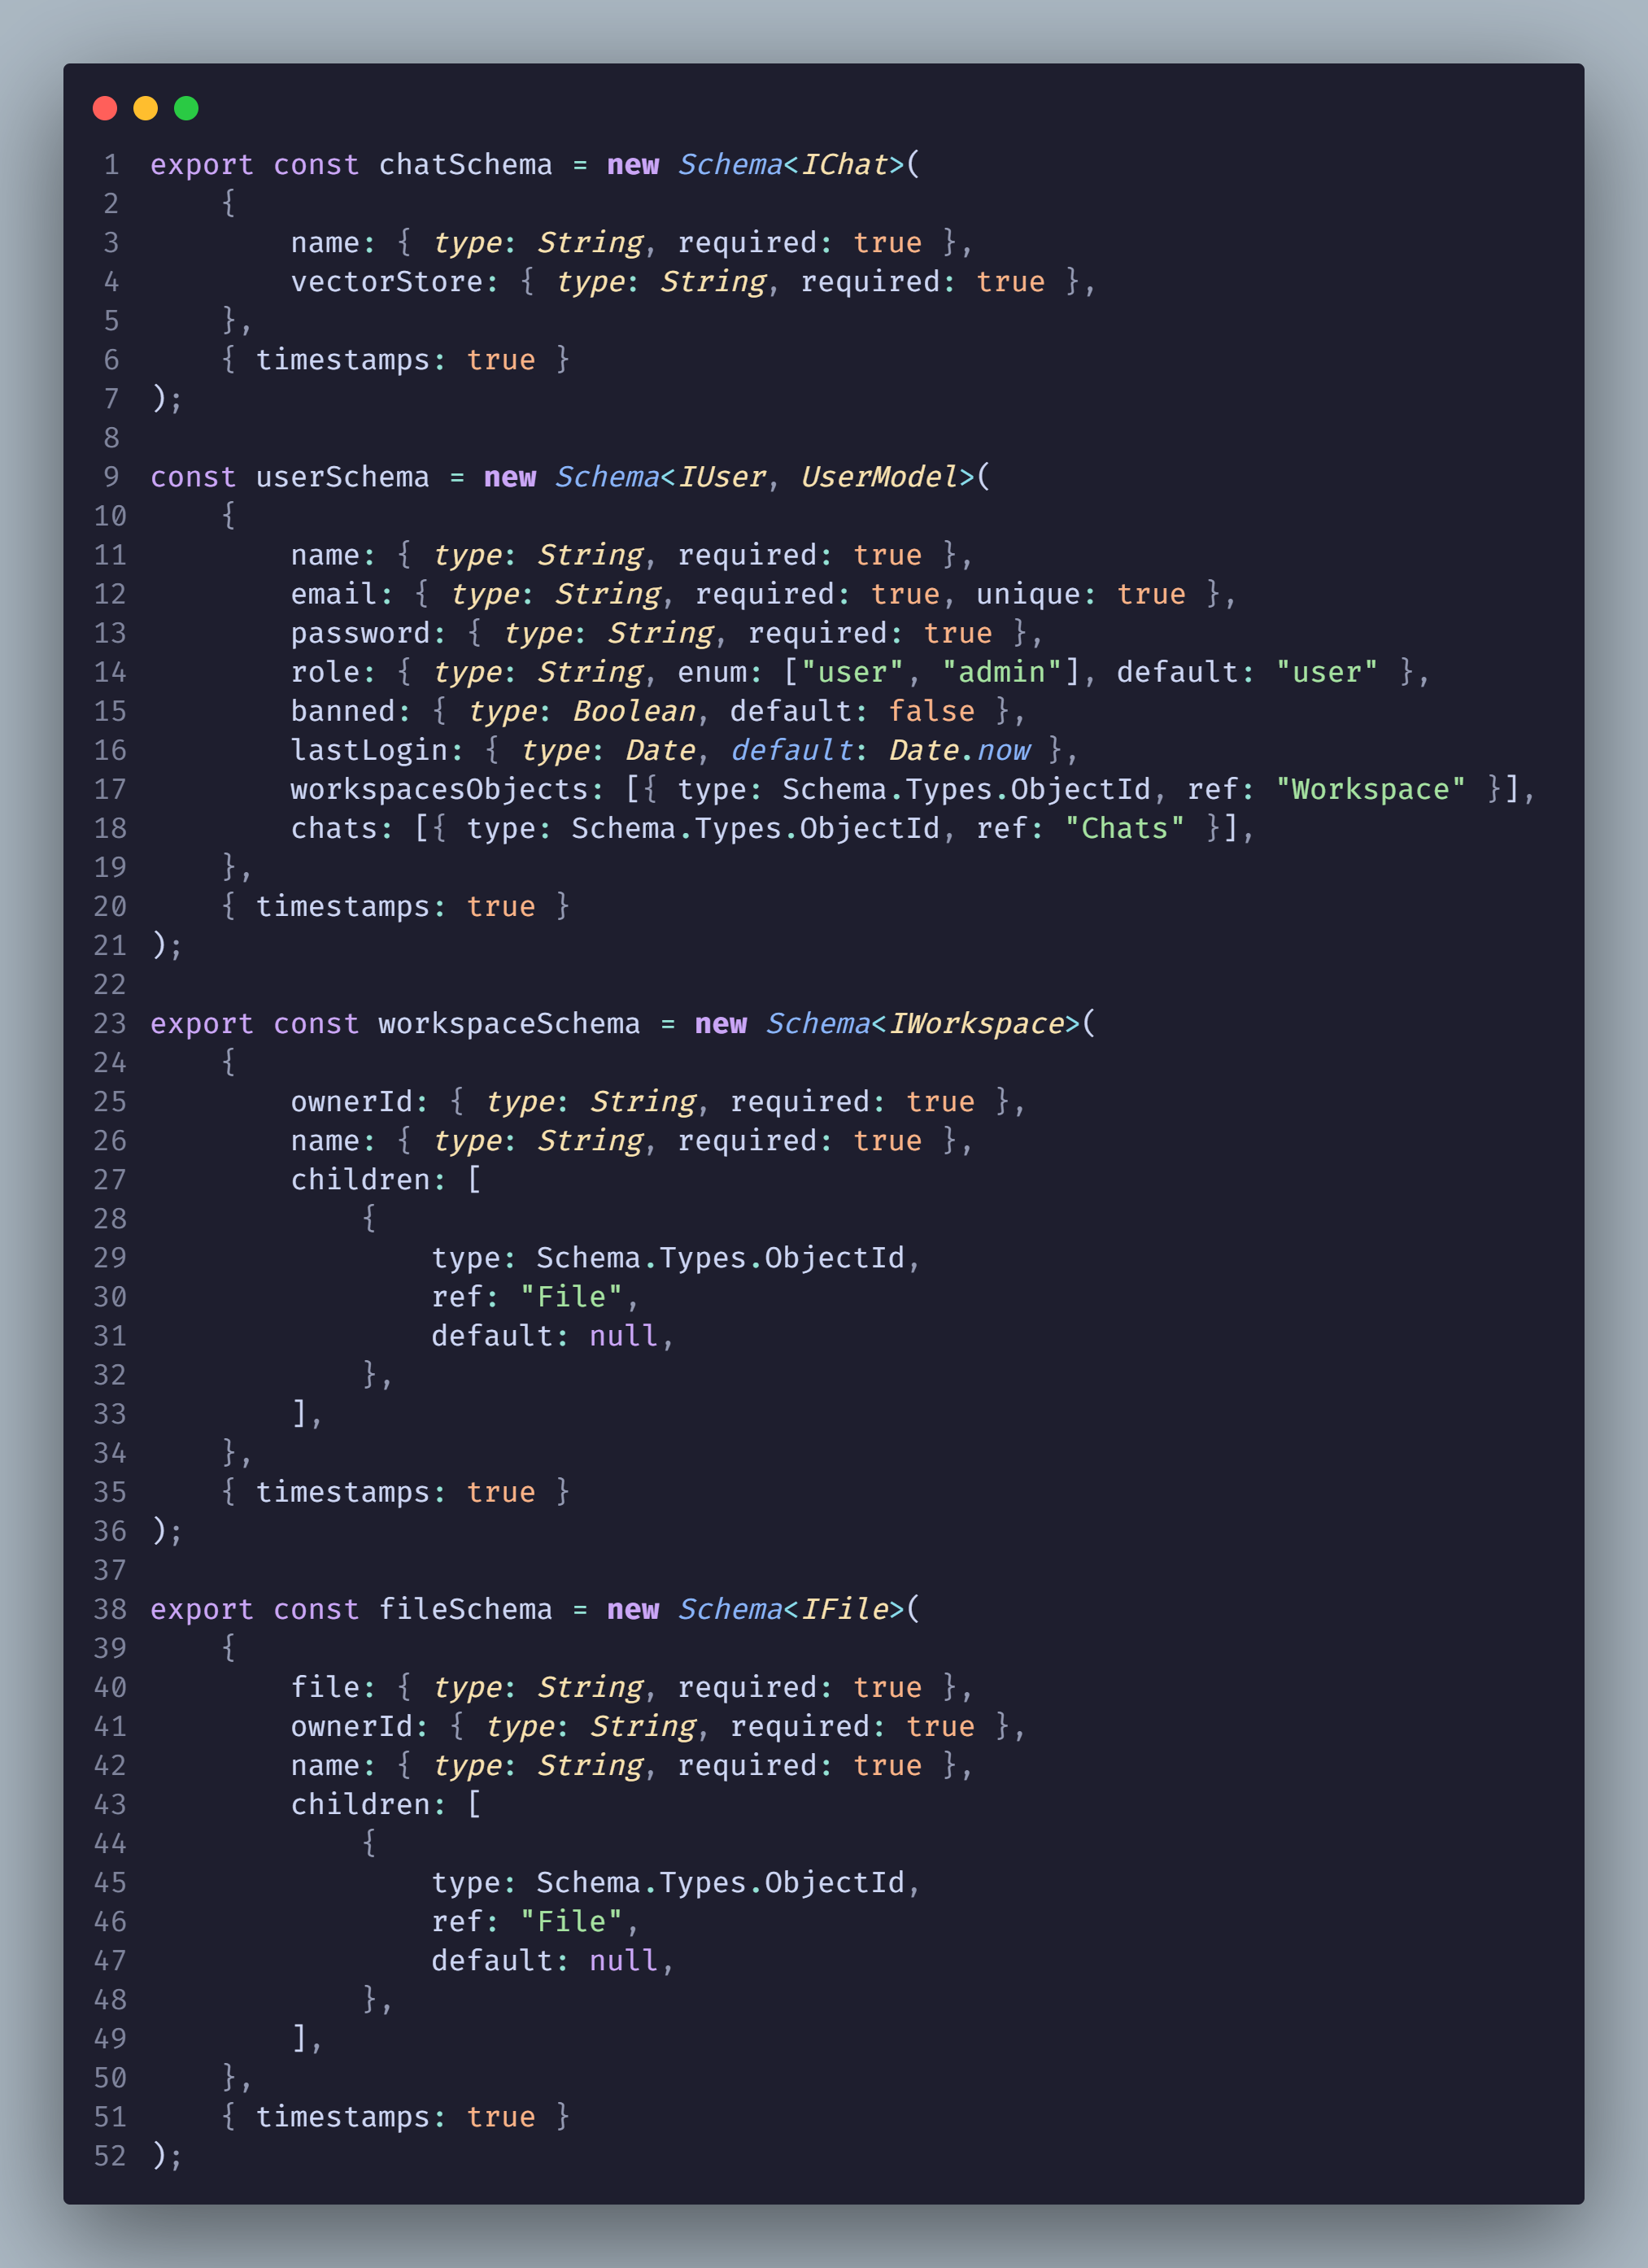 1 export const chatSchema = new Schema<IChat>(
2     {
3         name: { type: String, required: true },
4         vectorStore: { type: String, required: true },
5     },
6     { timestamps: true }
7 );
8
9 const userSchema = new Schema<IUser, UserModel>(
10     {
11         name: { type: String, required: true },
12         email: { type: String, required: true, unique: true },
13         password: { type: String, required: true },
14         role: { type: String, enum: ["user", "admin"], default: "user" },
15         banned: { type: Boolean, default: false },
16         lastLogin: { type: Date, default: Date.now },
17         workspacesObjects: [{ type: Schema.Types.ObjectId, ref: "Workspace" }],
18         chats: [{ type: Schema.Types.ObjectId, ref: "Chats" }],
19     },
20     { timestamps: true }
21 );
22
23 export const workspaceSchema = new Schema<IWorkspace>(
24     {
25         ownerId: { type: String, required: true },
26         name: { type: String, required: true },
27         children: [
28             {
29                 type: Schema.Types.ObjectId,
30                 ref: "File",
31                 default: null,
32             },
33         ],
34     },
35     { timestamps: true }
36 );
37
38 export const fileSchema = new Schema<IFile>(
39     {
40         file: { type: String, required: true },
41         ownerId: { type: String, required: true },
42         name: { type: String, required: true },
43         children: [
44             {
45                 type: Schema.Types.ObjectId,
46                 ref: "File",
47                 default: null,
48             },
49         ],
50     },
51     { timestamps: true }
52 );